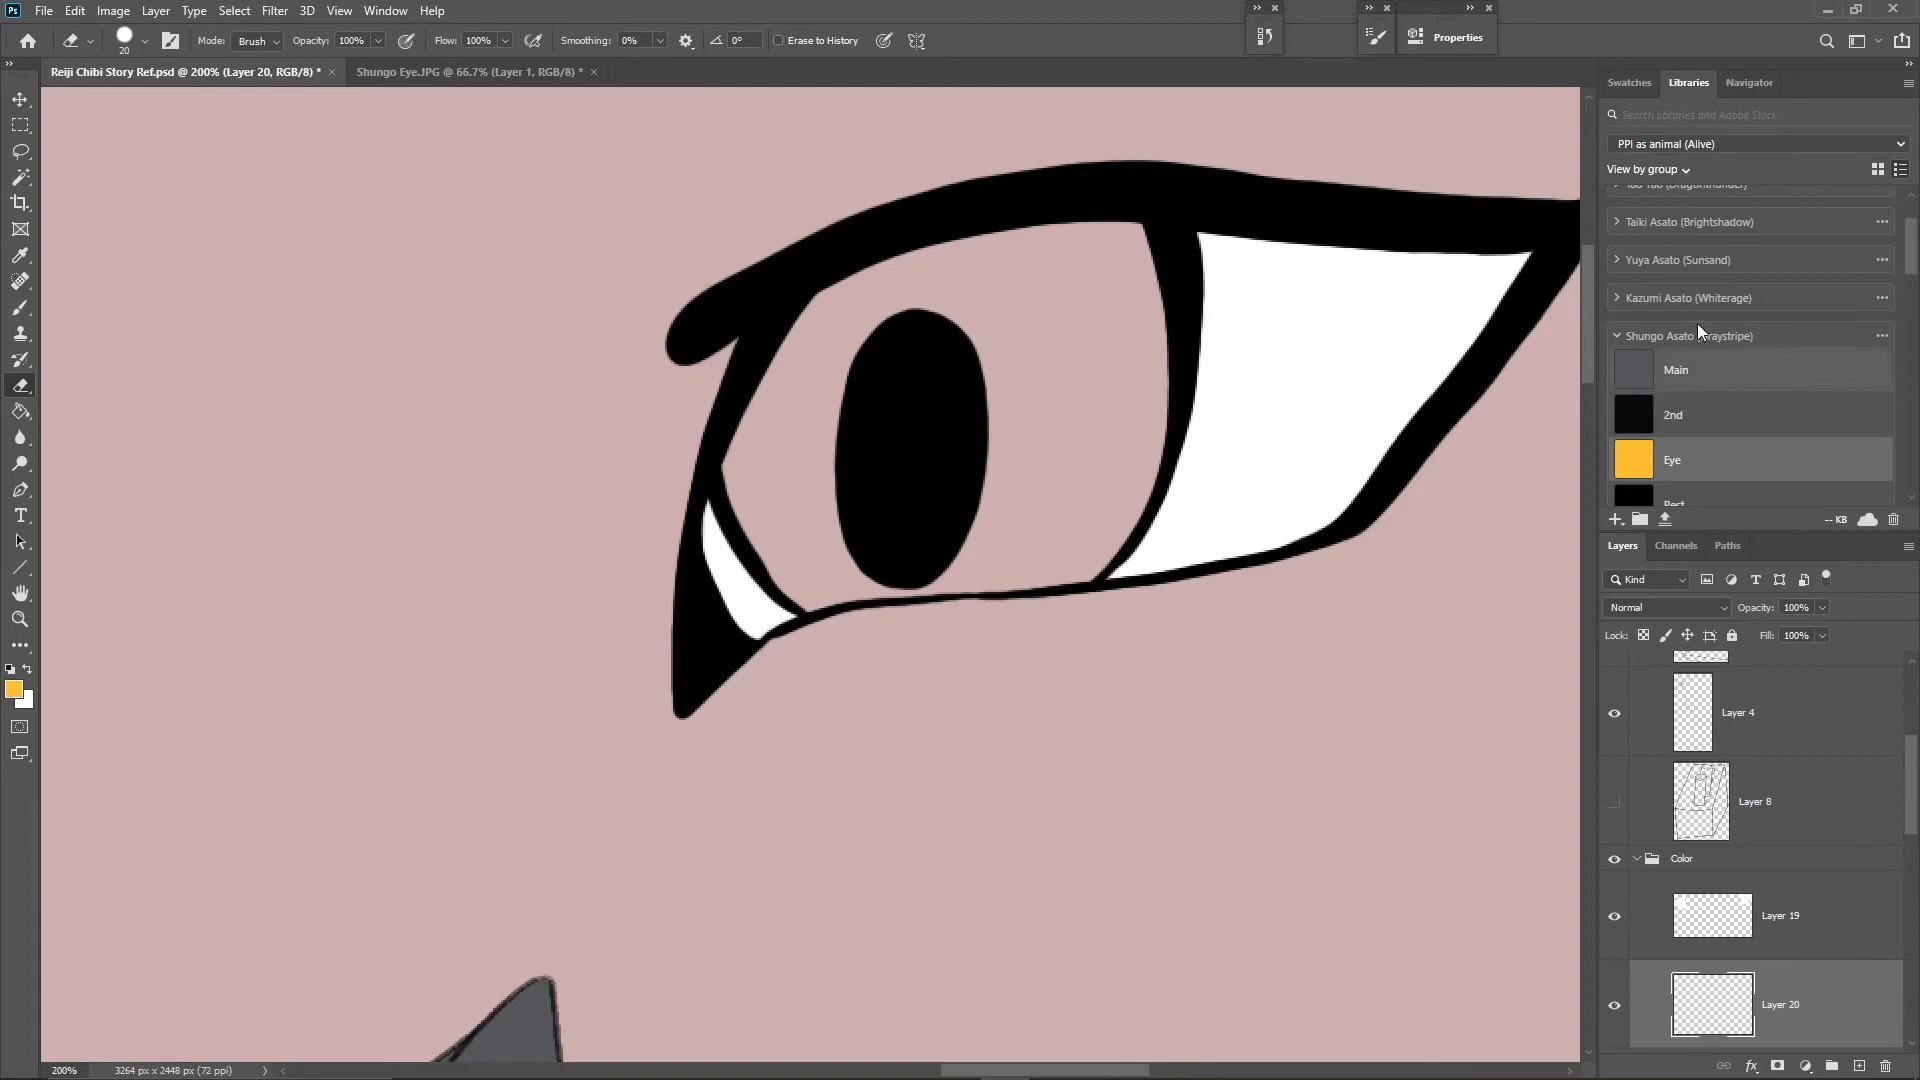 Ps File Edit Image Layer Type Select Filter 3D View Window Help
20 Mode: Brush Opacity: 100% Flow: 100% Smoothing: 0% 0° Erase to History
Properties
Reiji Chibi Story Ref.psd @ 200% (Layer 20, RGB/8) *
Shungo Eye.JPG @ 66.7% (Layer 1, RGB/8) *
Swatches Libraries Navigator
Search libraries and Adobe Stock
PPI as animal (Alive)
View by group
Taiki Asato (Brightshadow)
Yuya Asato (Sunsand)
Kazumi Asato (Whiterage)
Shungo Asato aystripe)
Main
2nd
Eye
-- KB
Layers Channels Paths
Kind
Normal Opacity: 100%
Lock: Fill: 100%
Layer 4
Layer 8
Color
Layer 19
Layer 20
200% 3264 px x 2448 px (72 ppi)